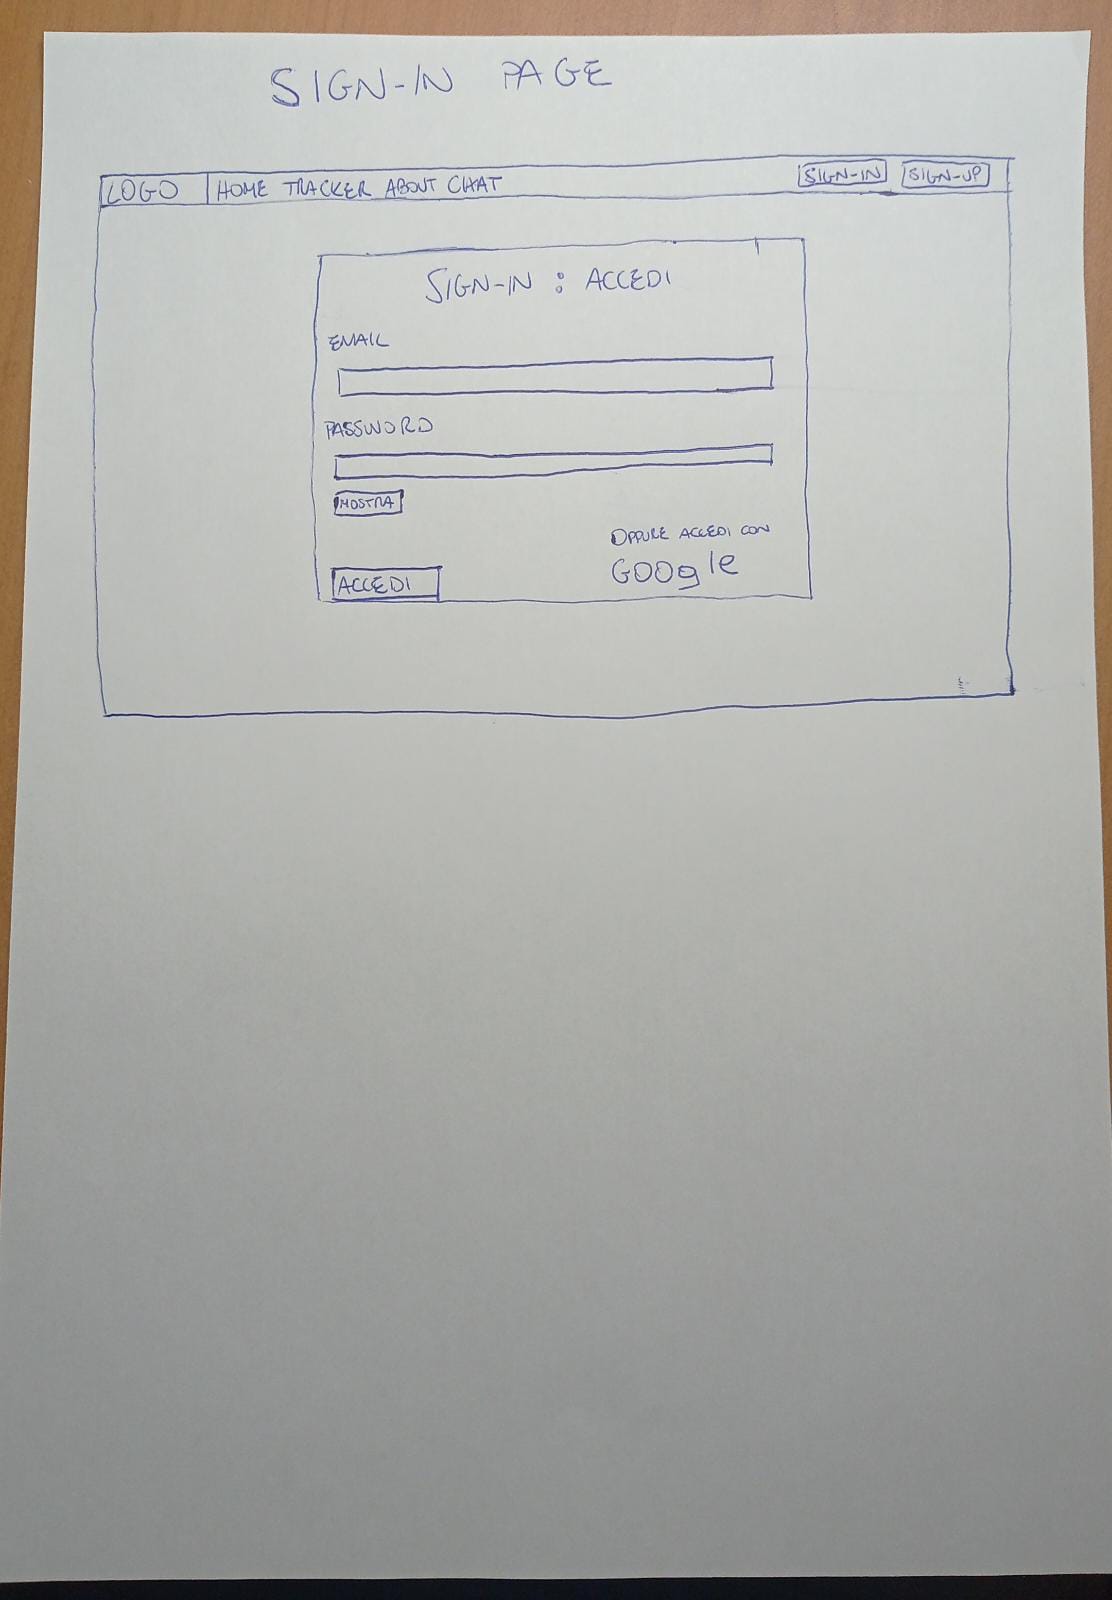 SIGN-IN PAGE
LOGO HOME TRACKER ABOUT CHAT SIGN-IN SIGN-UP
SIGN-IN : ACCEDI
EMAIL
PASSWORD
MOSTRA
OPPURE ACCEDI CON
GOOgle
ACCEDI